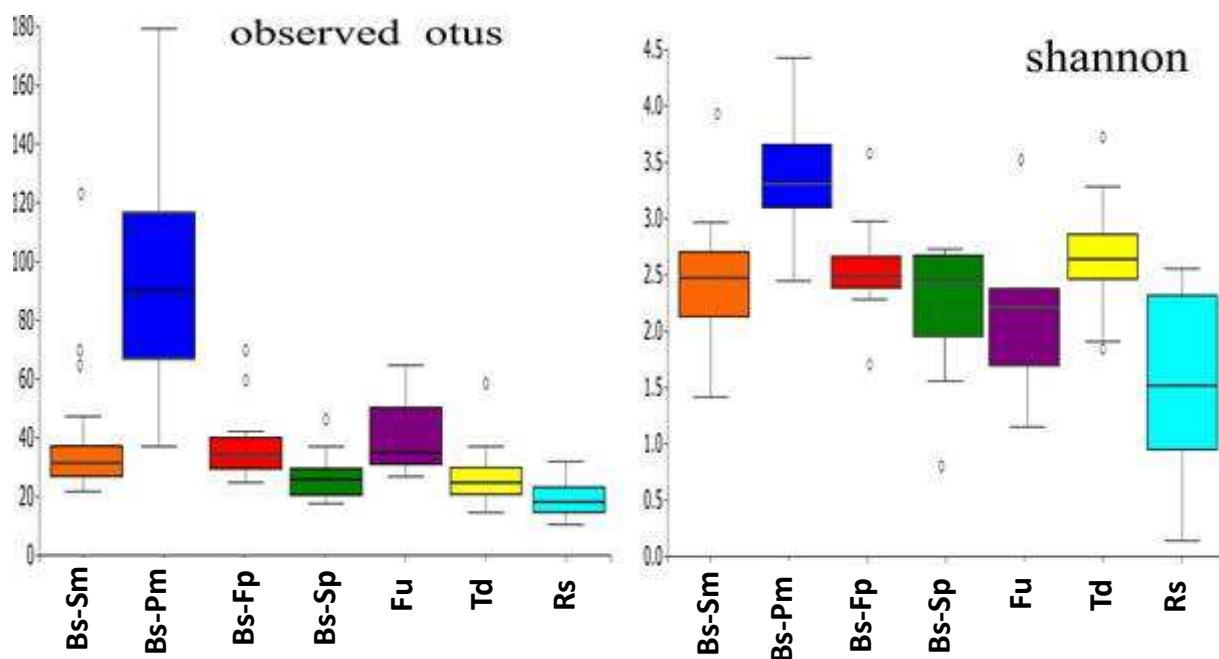 observed otus
180
160
140
120
100
80
60
40
20
0
Bs-Sm
Bs-Pm
Bs-Fp
Bs-Sp
Fu
Td
Rs
shannon
4.5
4.0
3.5
3.0
2.5
2.0
1.5
1.0
0.5
0.0
Bs-Sm
Bs-Pm
Bs-Fp
Bs-Sp
Fu
Td
Rs